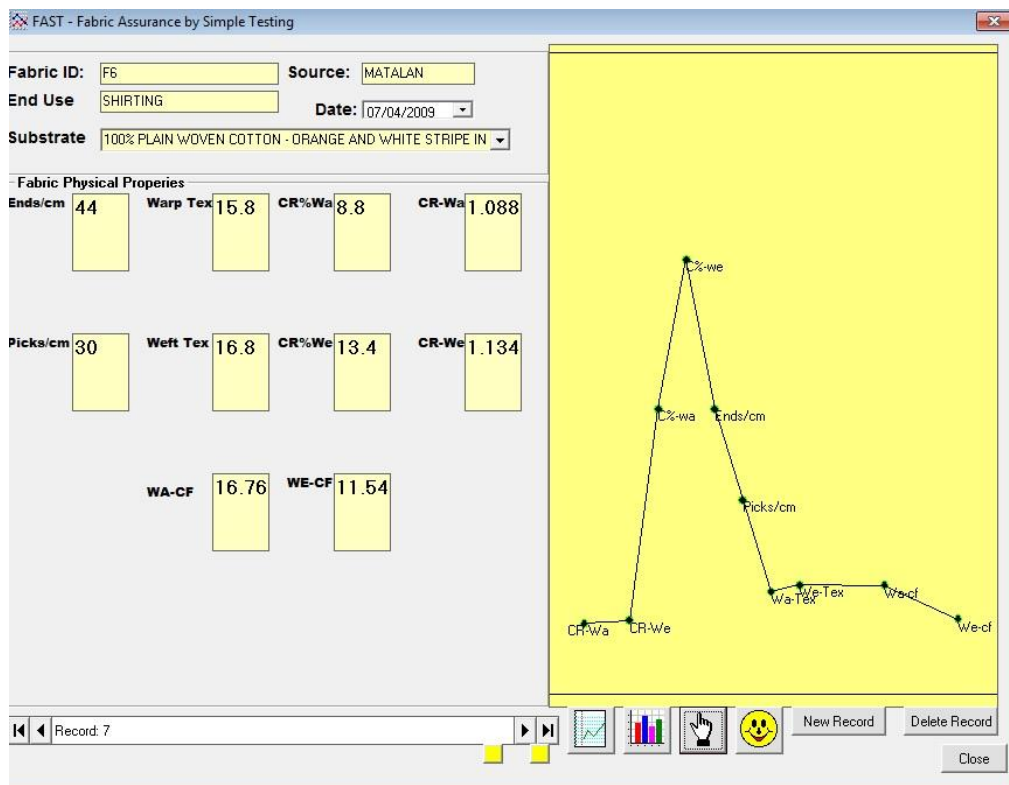 FAST - Fabric Assurance by Simple Testing
Fabric ID: F6 Source: MATALAN
End Use SHIRTING Date: 07/04/2009
Substrate 100% PLAIN WOVEN COTTON - ORANGE AND WHITE STRIPE IN
Fabric Physical Properies
Ends/cm 44 Warp Tex 15.8 CR%Wa 8.8 CR-Wa 1.088
Picks/cm 30 Weft Tex 16.8 CR%We 13.4 CR-We 1.134
WA-CF 16.76 WE-CF 11.54
C%-we
C%-wa Ends/cm
Picks/cm
Wa-Tex We-Tex Wa-cf
CR-Wa CR-We We-cf
Record: 7
New Record Delete Record
Close